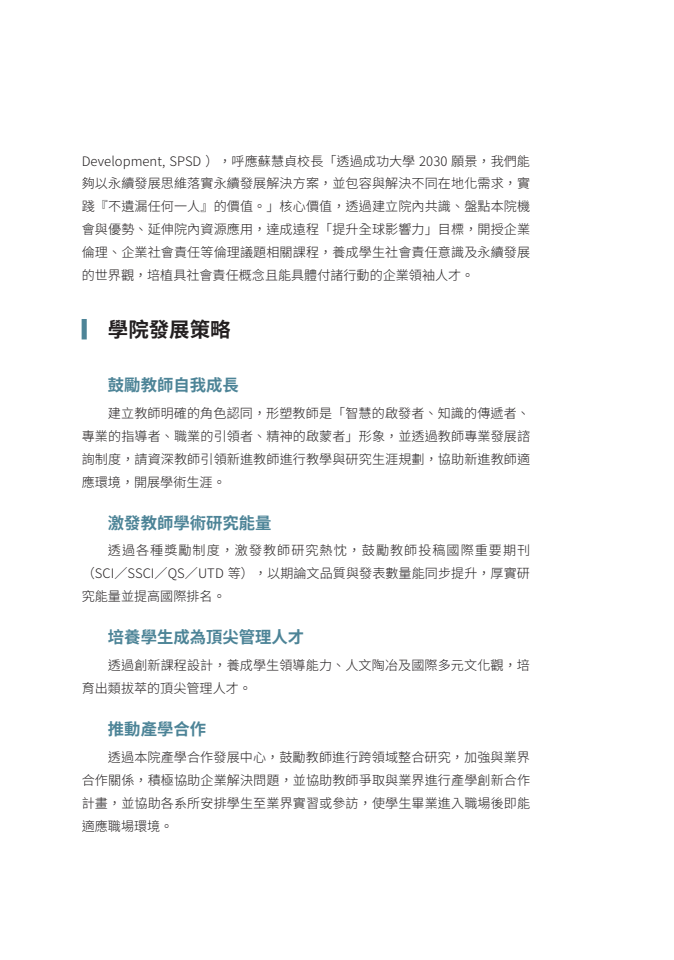 Development, SPSD ），呼應蘇慧貞校長「透過成功大學 2030 願景，我們能
夠以永續發展思維落實永續發展解決方案，並包容與解決不同在地化需求，實
踐『不遺漏任何一人』的價值。」核心價值，透過建立院內共識、盤點本院機
會與優勢、延伸院內資源應用，達成遠程「提升全球影響力」目標，開授企業
倫理、企業社會責任等倫理議題相關課程，養成學生社會責任意識及永續發展
的世界觀，培植具社會責任概念且能具體付諸行動的企業領袖人才。
學院發展策略
鼓勵教師自我成長
建立教師明確的角色認同，形塑教師是「智慧的啟發者、知識的傳遞者、
專業的指導者、職業的引領者、精神的啟蒙者」形象，並透過教師專業發展諮
詢制度，請資深教師引領新進教師進行教學與研究生涯規劃，協助新進教師適
應環境，開展學術生涯。
激發教師學術研究能量
透過各種獎勵制度，激發教師研究熱忱，鼓勵教師投稿國際重要期刊
（SCI／SSCI／QS／UTD 等），以期論文品質與發表數量能同步提升，厚實研
究能量並提高國際排名。
培養學生成為頂尖管理人才
透過創新課程設計，養成學生領導能力、人文陶冶及國際多元文化觀，培
育出類拔萃的頂尖管理人才。
推動產學合作
透過本院產學合作發展中心，鼓勵教師進行跨領域整合研究，加強與業界
合作關係，積極協助企業解決問題，並協助教師爭取與業界進行產學創新合作
計畫，並協助各系所安排學生至業界實習或參訪，使學生畢業進入職場後即能
適應職場環境。